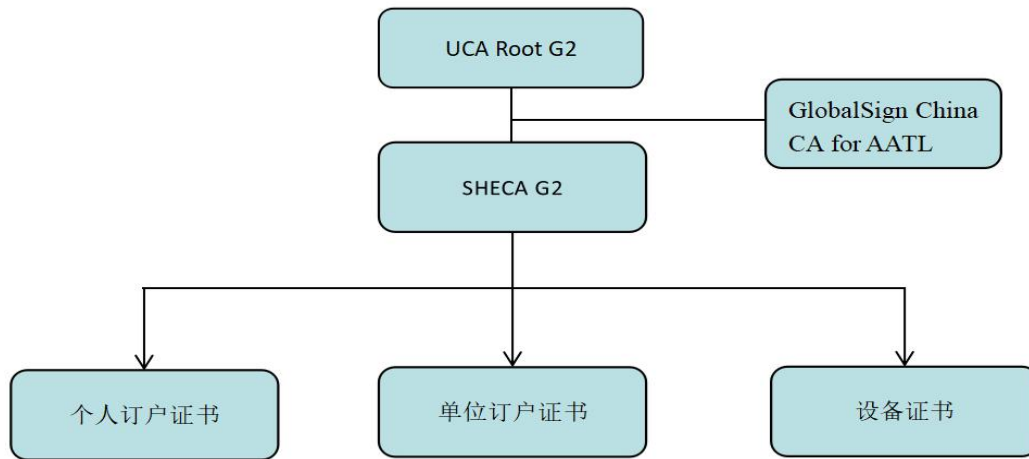 UCA Root G2
GlobalSign China
CA for AATL
SHECA G2
个人订户证书
单位订户证书
设备证书